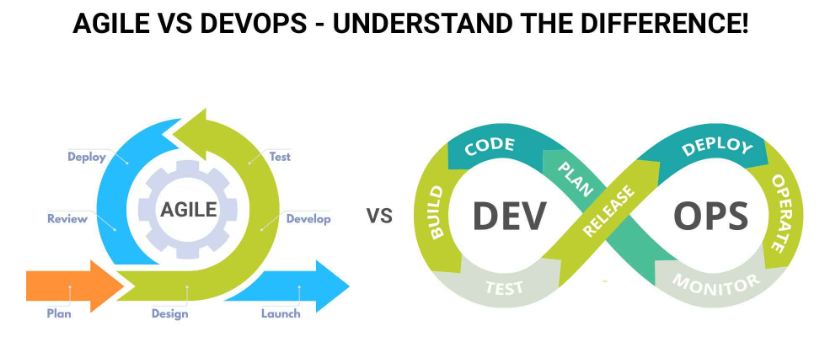 AGILE VS DEVOPS - UNDERSTAND THE DIFFERENCE!
Deploy
Test
Review
AGILE
Develop
Plan
Design
Launch
VS
CODE
PLAN
BUILD
DEV
TEST
RELEASE
DEPLOY
OPS
OPERATE
MONITOR